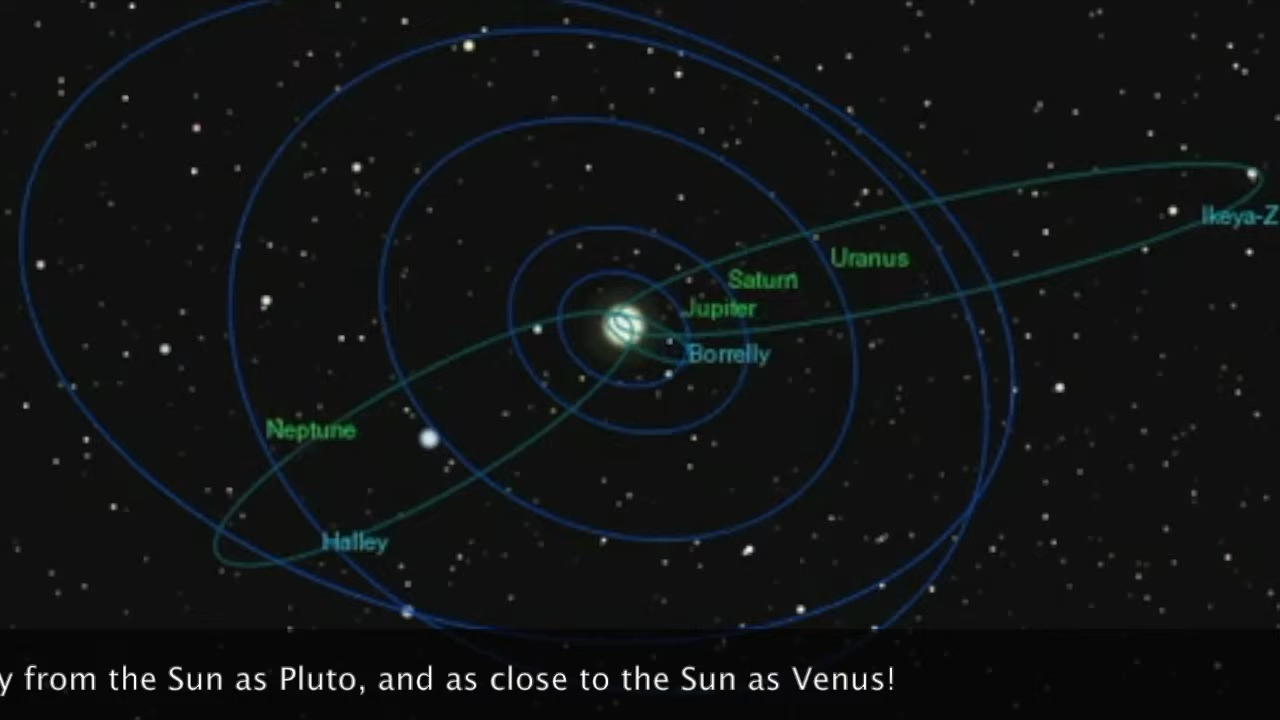 Ikeya-Z
Uranus
Saturn
Jupiter
Borrelly
Neptune
Halley
y from the Sun as Pluto, and as close to the Sun as Venus!